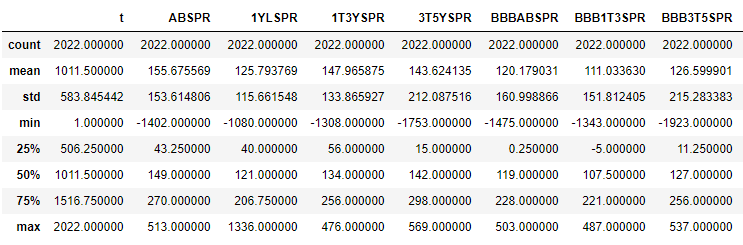 t ABSPR 1YLSPR 1T3YSPR 3T5YSPR BBBABSPR BBB1T3SPR BBB3T5SPR
count 2022.000000 2022.000000 2022.000000 2022.000000 2022.000000 2022.000000 2022.000000 2022.000000
mean 1011.500000 155.675569 125.793769 147.965875 143.624135 120.179031 111.033630 126.599901
std 583.845442 153.614806 115.661548 133.865927 212.087516 160.998866 151.812405 215.283383
min 1.000000 -1402.000000 -1080.000000 -1308.000000 -1753.000000 -1475.000000 -1343.000000 -1923.000000
25% 506.250000 43.250000 40.000000 56.000000 15.000000 0.250000 -5.000000 11.250000
50% 1011.500000 149.000000 121.000000 134.000000 142.000000 119.000000 107.500000 127.000000
75% 1516.750000 270.000000 206.750000 256.000000 298.000000 228.000000 221.000000 256.000000
max 2022.000000 513.000000 1336.000000 476.000000 569.000000 503.000000 487.000000 537.000000